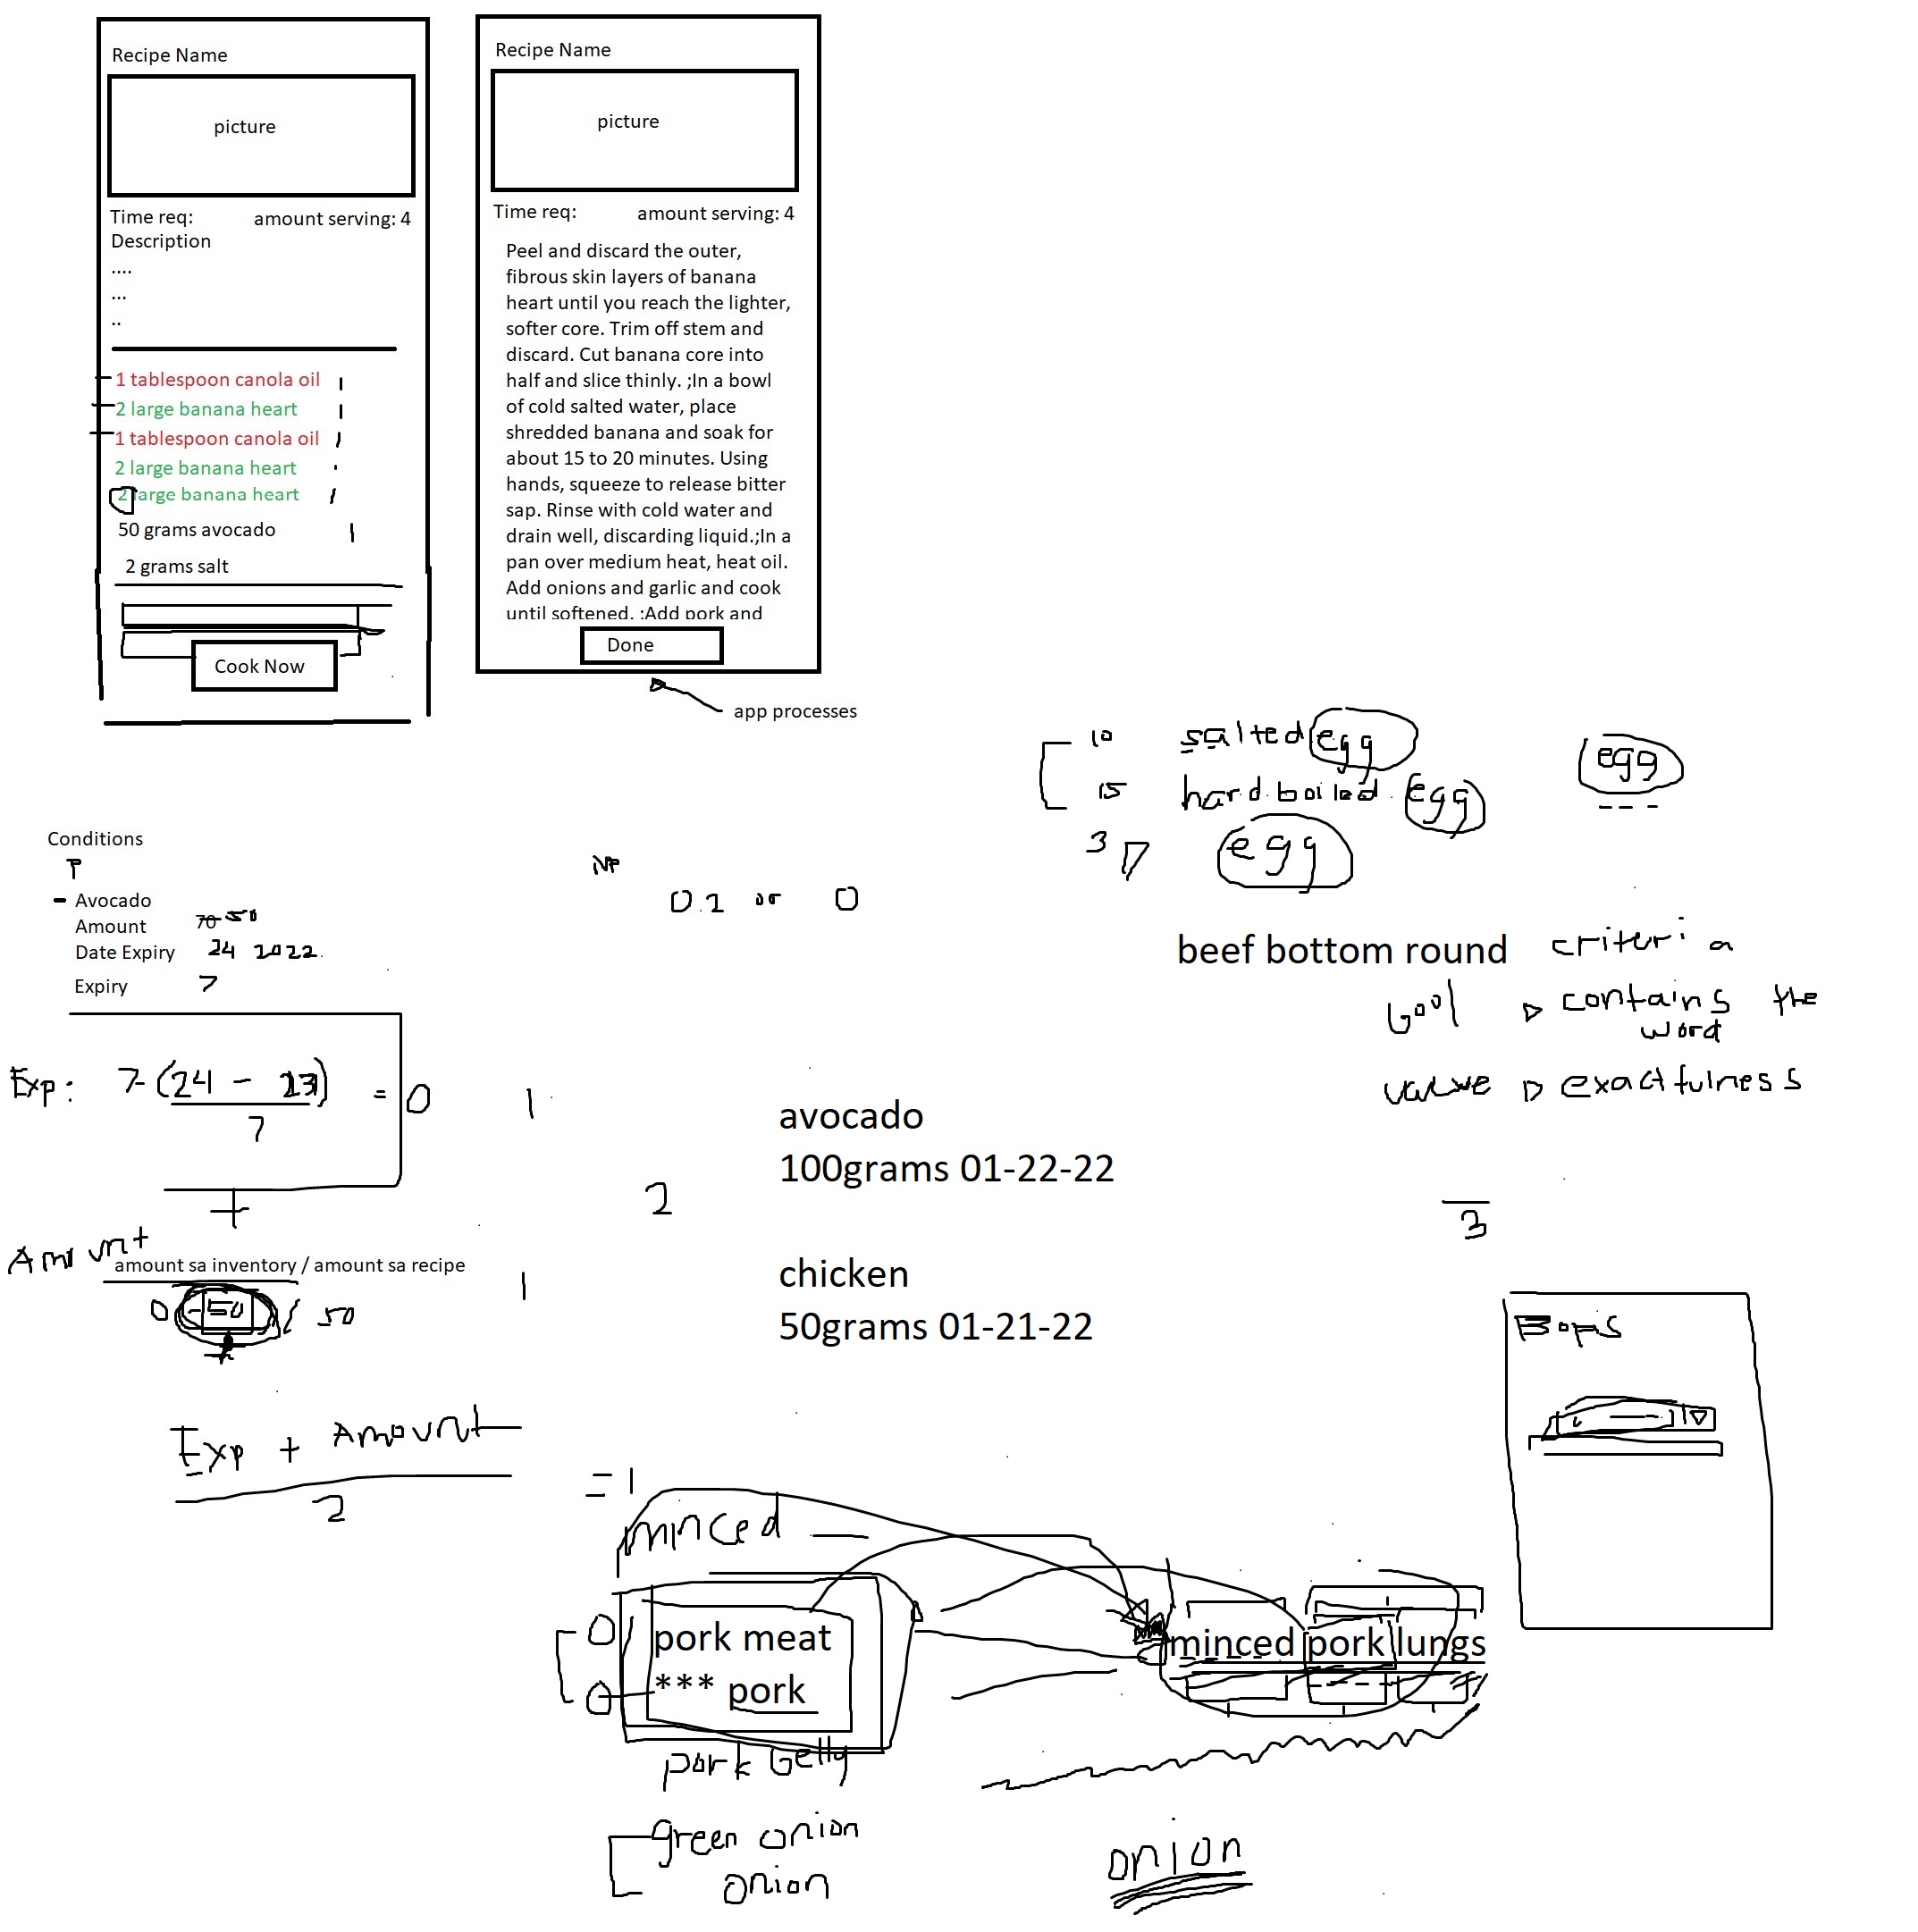 Recipe Name
picture
Time req:
amount serving: 4
Description
....
...
..
1 tablespoon canola oil
2 large banana heart
1 tablespoon canola oil
2 large banana heart
2 large banana heart
50 grams avocado
2 grams salt
Cook Now
Recipe Name
picture
Time req:
amount serving: 4
Peel and discard the outer,
fibrous skin layers of banana
heart until you reach the lighter,
softer core. Trim off stem and
discard. Cut banana core into
half and slice thinly. ;In a bowl
of cold salted water, place
shredded banana and soak for
about 15 to 20 minutes. Using
hands, squeeze to release bitter
sap. Rinse with cold water and
drain well, discarding liquid.;In a
pan over medium heat, heat oil.
Add onions and garlic and cook
until softened. ;Add pork and
Done
app processes
10 salted egg
15 hard boiled egg
3 egg
egg
Conditions
P
- Avocado
Amount 70 50
Date Expiry 24 2022
Expiry 7
NP
0.1 or 0
beef bottom round
criteria
bool contains the
word
value exactfulness
Exp: 7-(24 - 23) = 0
7
1
+
2
3
avocado
100grams 01-22-22
chicken
50grams 01-21-22
Amount
amount sa inventory / amount sa recipe
1
0 50 / 50
Exp + Amount
2
= 1
minced
pork meat
*** pork
pork belly
minced pork lungs
green onion
onion
onion